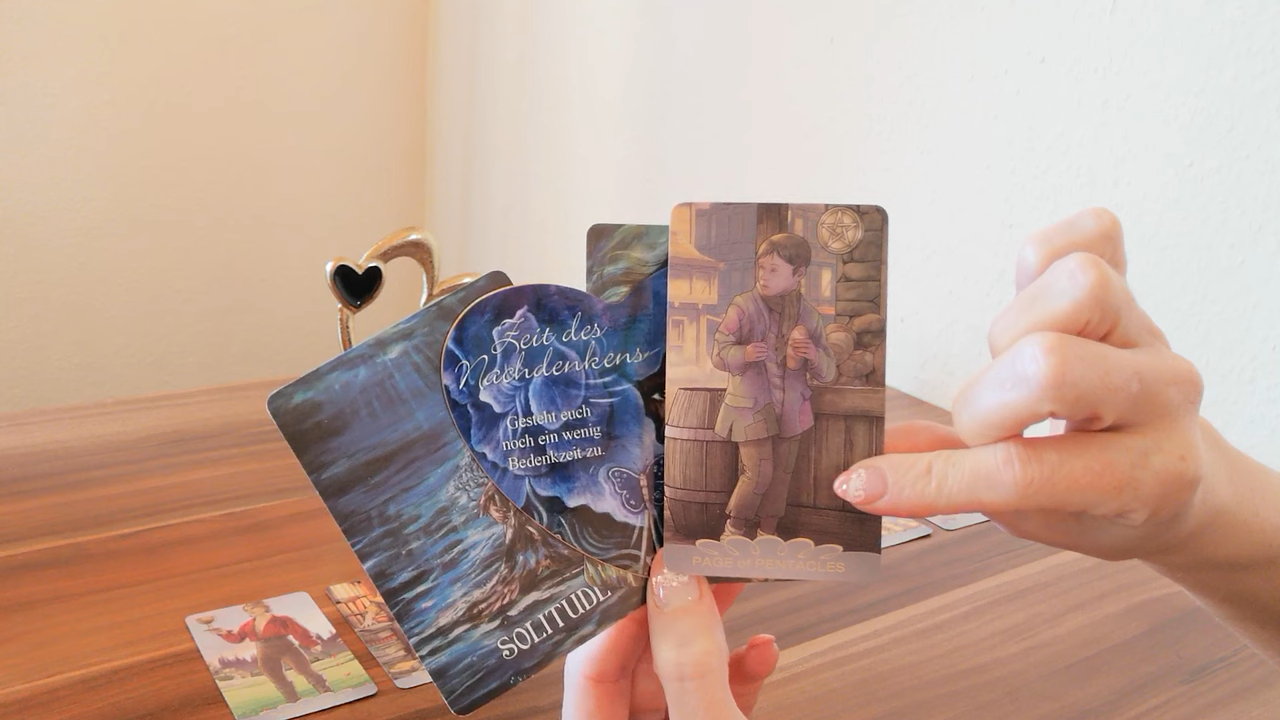 Zeit des
Nachdenkens
Gesteht euch
noch ein wenig
Bedenkzeit zu.
SOLITUDE
PAGE of PENTACLES